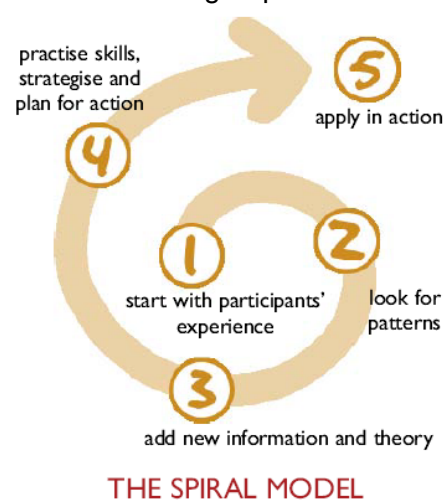 1
start with participants'
experience
2
look for
patterns
3
add new information and theory
4
practise skills,
strategise and
plan for action
5
apply in action
THE SPIRAL MODEL